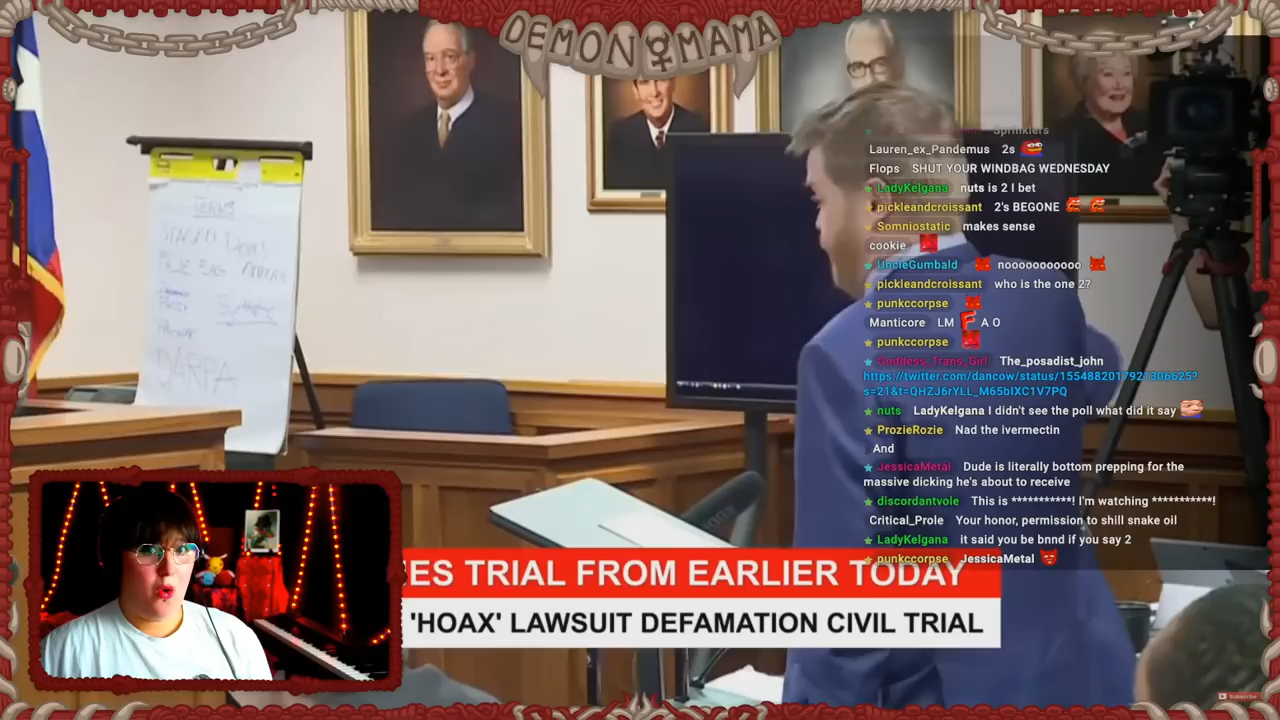 DEMON MAMA
Sprinklers
Lauren_ex_Pandemus 2s
Flops SHUT YOUR WINDBAG WEDNESDAY
LadyKelgana nuts is 2 I bet
pickleandcroissant 2's BEGONE
Somniostatic makes sense
cookie
UncleGumbald nooooooooooo
pickleandcroissant who is the one 2?
punkccorpse
Manticore LM F A O
punkccorpse
Goddess_Trans_Girl The_posadist_john
https://twitter.com/dancow/status/1554882017921306625?
s=21&t=QHZJ6rYLL_M65bIXC1V7PQ
nuts LadyKelgana I didn't see the poll what did it say
ProzieRozie Nad the ivermectin
And
JessicaMetal Dude is literally bottom prepping for the
massive dicking he's about to receive
discordantvole This is ***********! I'm watching ***********!
Critical_Prole Your honor, permission to shill snake oil
LadyKelgana it said you be bnnd if you say 2
punkccorpse JessicaMetal
TERMS
DARPA
ES TRIAL FROM EARLIER TODAY
'HOAX' LAWSUIT DEFAMATION CIVIL TRIAL
Subscribe